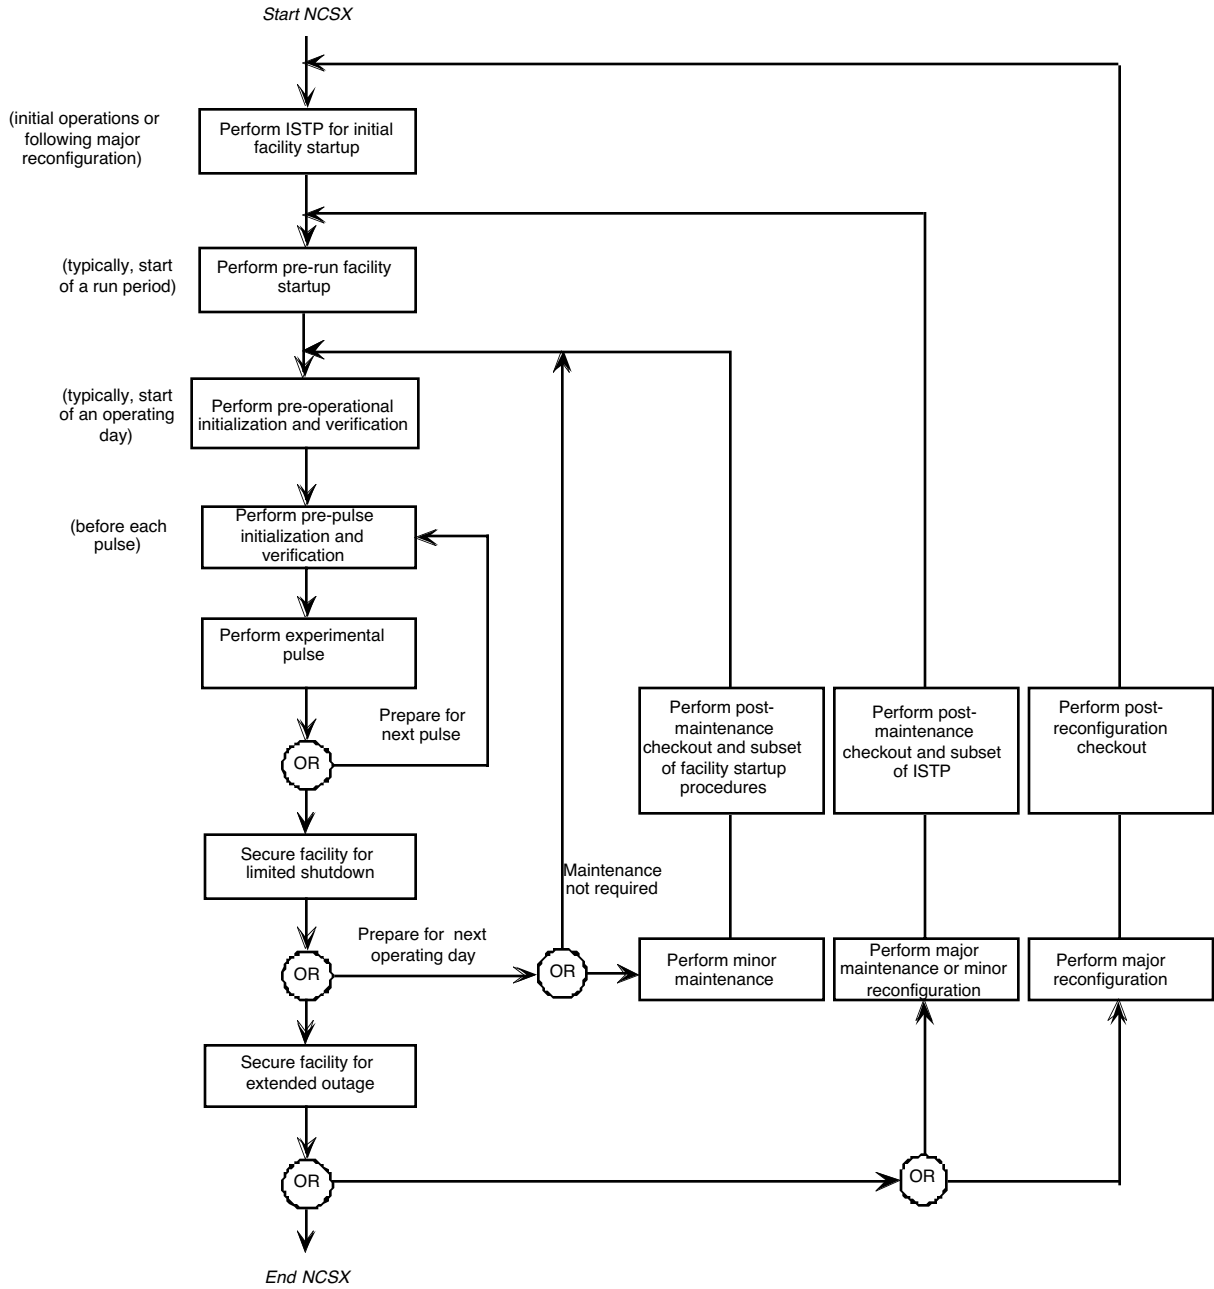 Start NCSX
(initial operations or
following major
reconfiguration)
Perform ISTP for initial
facility startup
(typically, start
of a run period)
Perform pre-run facility
startup
(typically, start
of an operating
day)
Perform pre-operational
initialization and verification
(before each
pulse)
Perform pre-pulse
initialization and
verification
Perform experimental
pulse
Prepare for
next pulse
OR
Perform post-
maintenance
checkout and subset
of facility startup
procedures
Perform post-
maintenance
checkout and subset
of ISTP
Perform post-
reconfiguration
checkout
Secure facility for
limited shutdown
Maintenance
not required
Prepare for next
operating day
OR
OR
Perform minor
maintenance
Perform major
maintenance or minor
reconfiguration
Perform major
reconfiguration
Secure facility for
extended outage
OR
OR
End NCSX